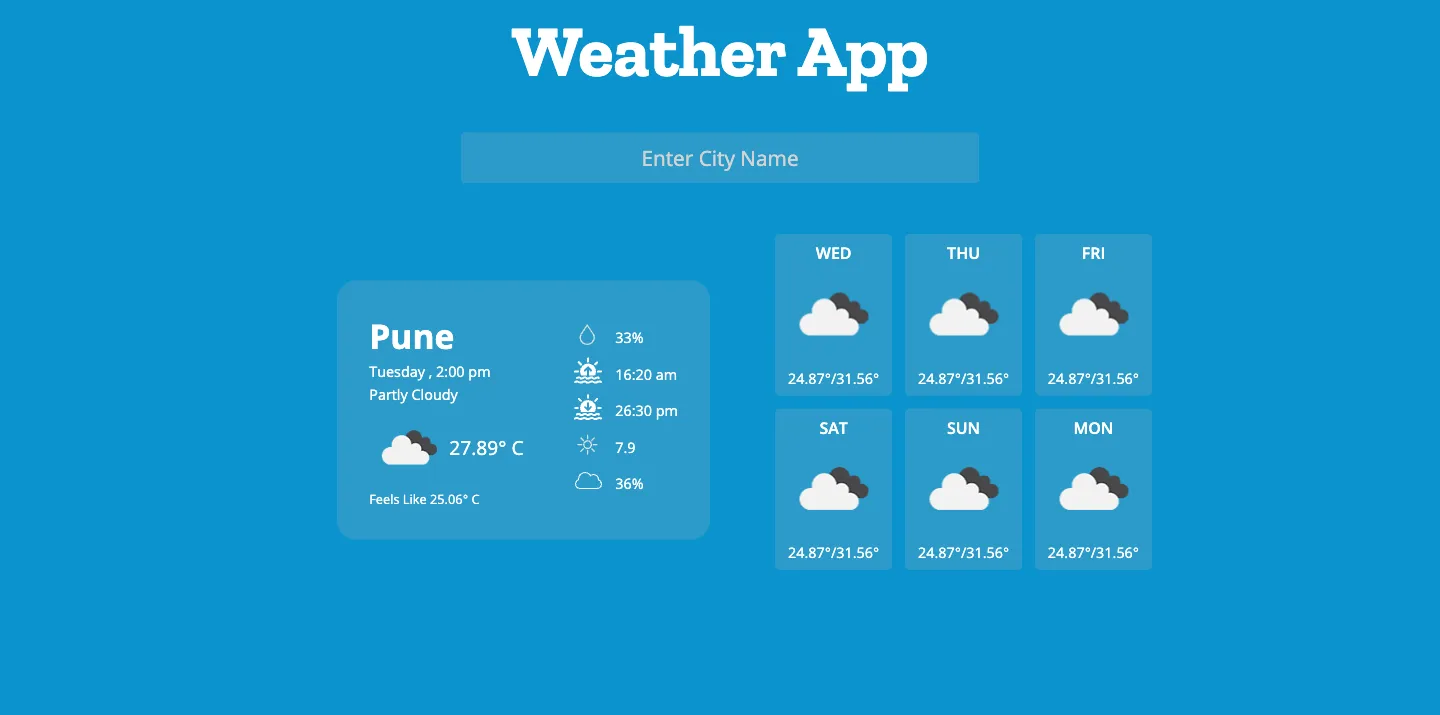 Weather App
Enter City Name
Pune
Tuesday , 2:00 pm
Partly Cloudy
27.89° C
Feels Like 25.06° C
33%
16:20 am
26:30 pm
7.9
36%
WED
24.87°/31.56°
THU
24.87°/31.56°
FRI
24.87°/31.56°
SAT
24.87°/31.56°
SUN
24.87°/31.56°
MON
24.87°/31.56°